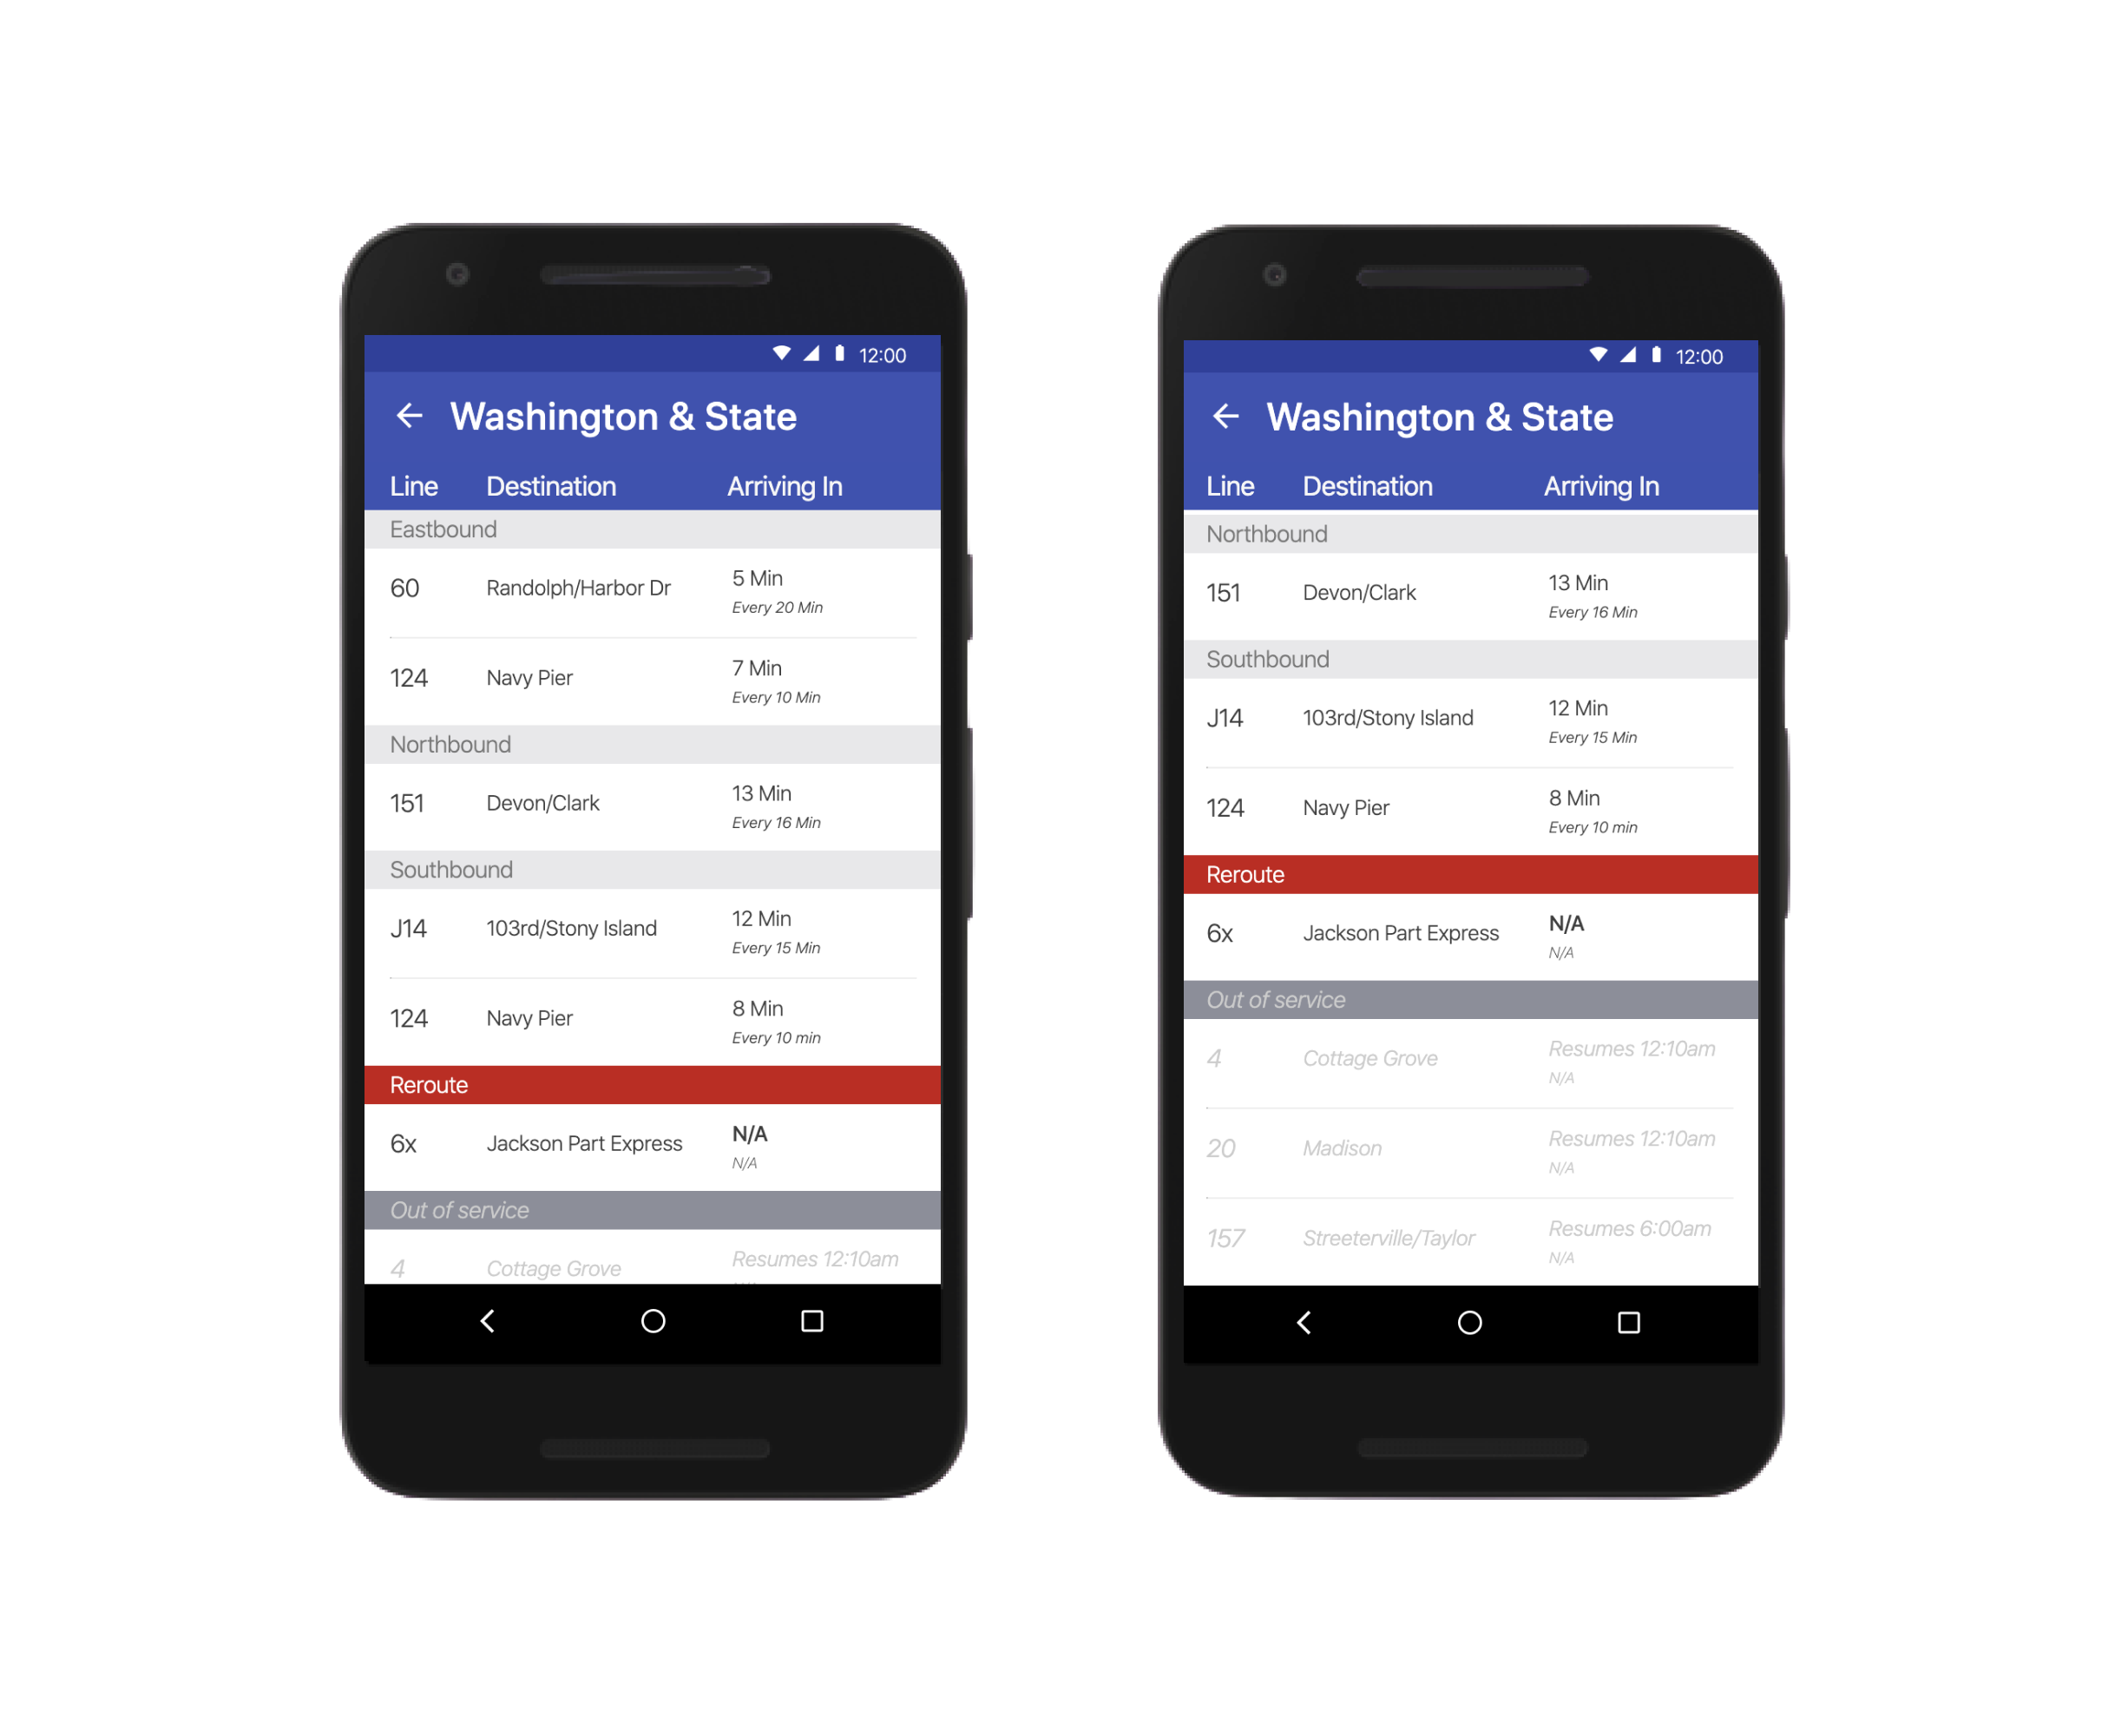 12:00
Washington & State
Line Destination Arriving In
Eastbound
60 Randolph/Harbor Dr 5 Min
Every 20 Min
124 Navy Pier 7 Min
Every 10 Min
Northbound
151 Devon/Clark 13 Min
Every 16 Min
Southbound
J14 103rd/Stony Island 12 Min
Every 15 Min
124 Navy Pier 8 Min
Every 10 min
Reroute
6x Jackson Part Express N/A
N/A
Out of service
4 Cottage Grove Resumes 12:10am
12:00
Washington & State
Line Destination Arriving In
Northbound
151 Devon/Clark 13 Min
Every 16 Min
Southbound
J14 103rd/Stony Island 12 Min
Every 15 Min
124 Navy Pier 8 Min
Every 10 min
Reroute
6x Jackson Part Express N/A
N/A
Out of service
4 Cottage Grove Resumes 12:10am
N/A
20 Madison Resumes 12:10am
N/A
157 Streeterville/Taylor Resumes 6:00am
N/A